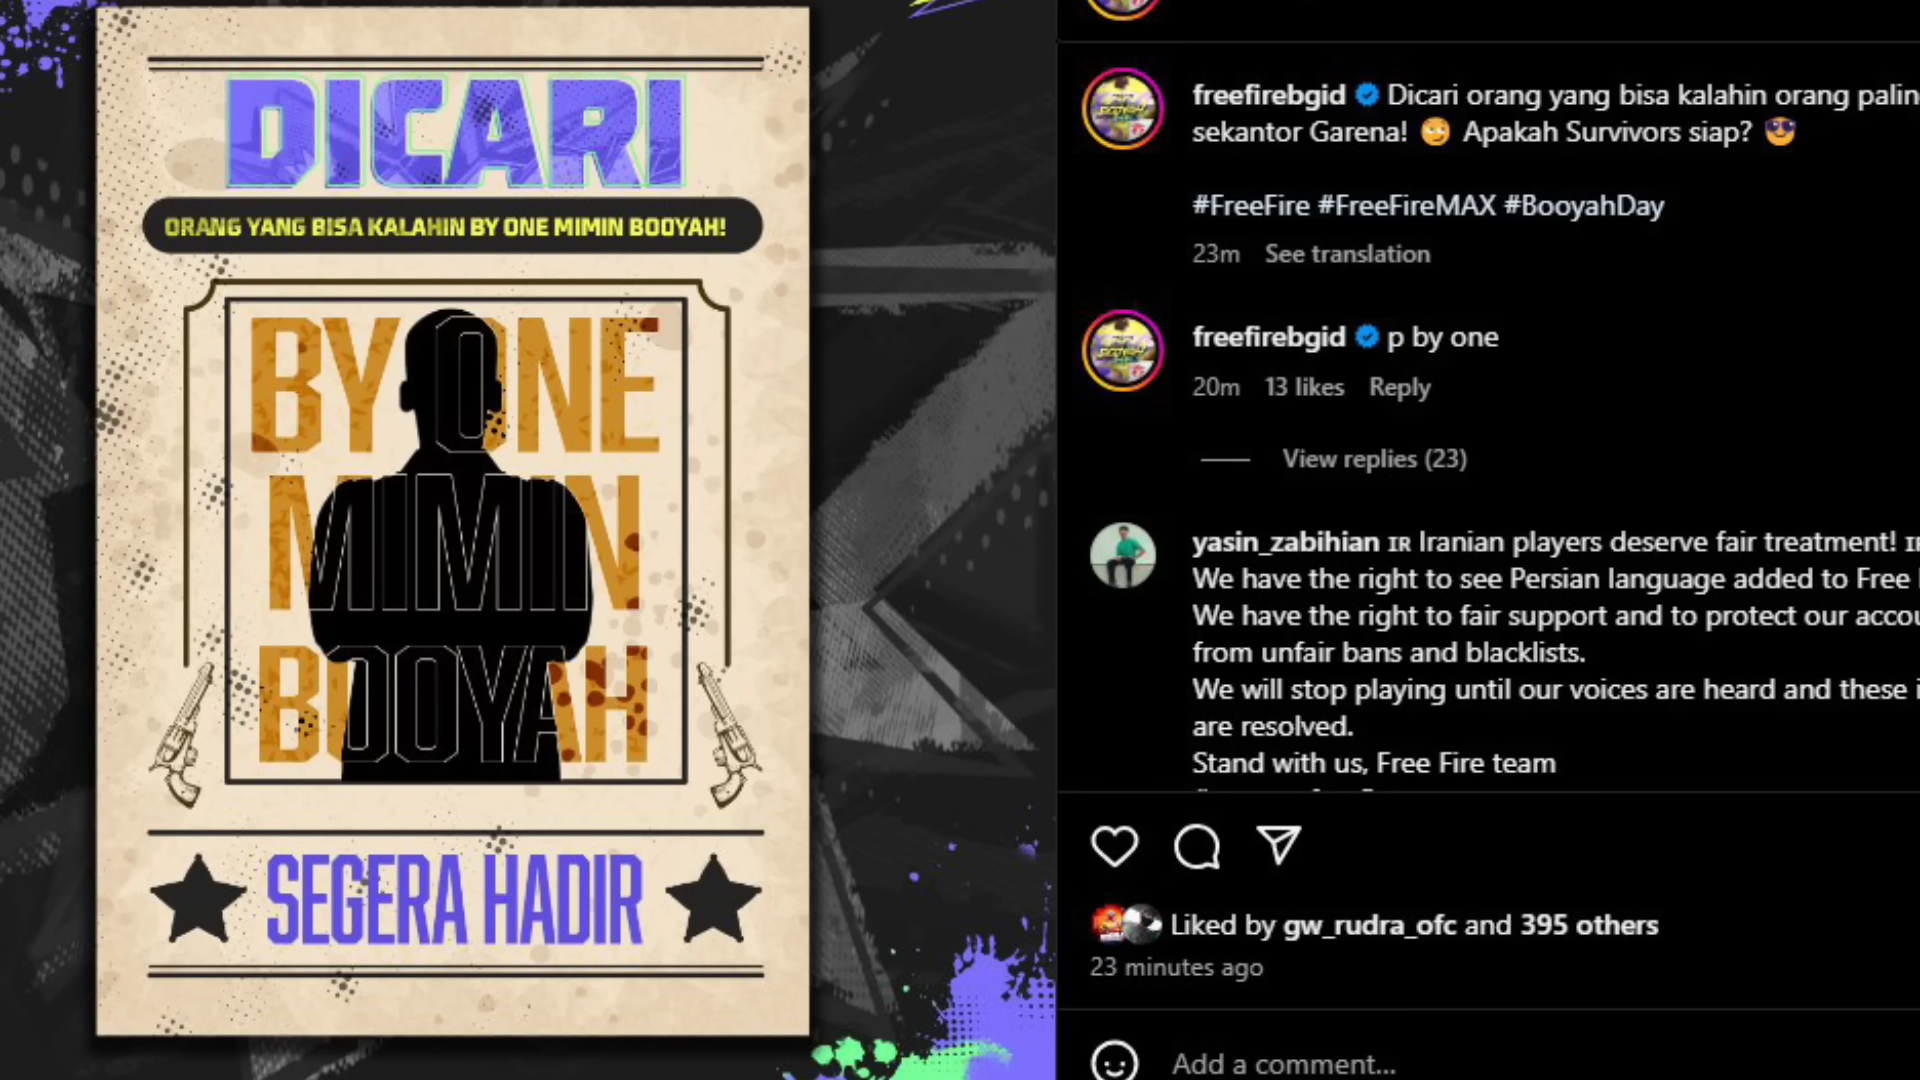 DICARI
ORANG YANG BISA KALAHIN BY ONE MIMIN BOOYAH!
BY ONE
MIMIN
BOOYAH
SEGERA HADIR
freefirebgid Dicari orang yang bisa kalahin orang
sekantor Garena! 🙄 Apakah Survivors siap? 😎
#FreeFire #FreeFireMAX #BooyahDay
23m See translation
freefirebgid p by one
20m 13 likes Reply
View replies (23)
yasin_zabihian IR Iranian players deserve fair treatment!
We have the right to see Persian language added to Free
We have the right to fair support and to protect our
from unfair bans and blacklists.
We will stop playing until our voices are heard and these
are resolved.
Stand with us, Free Fire team
Liked by gw_rudra_ofc and 395 others
23 minutes ago
Add a comment...